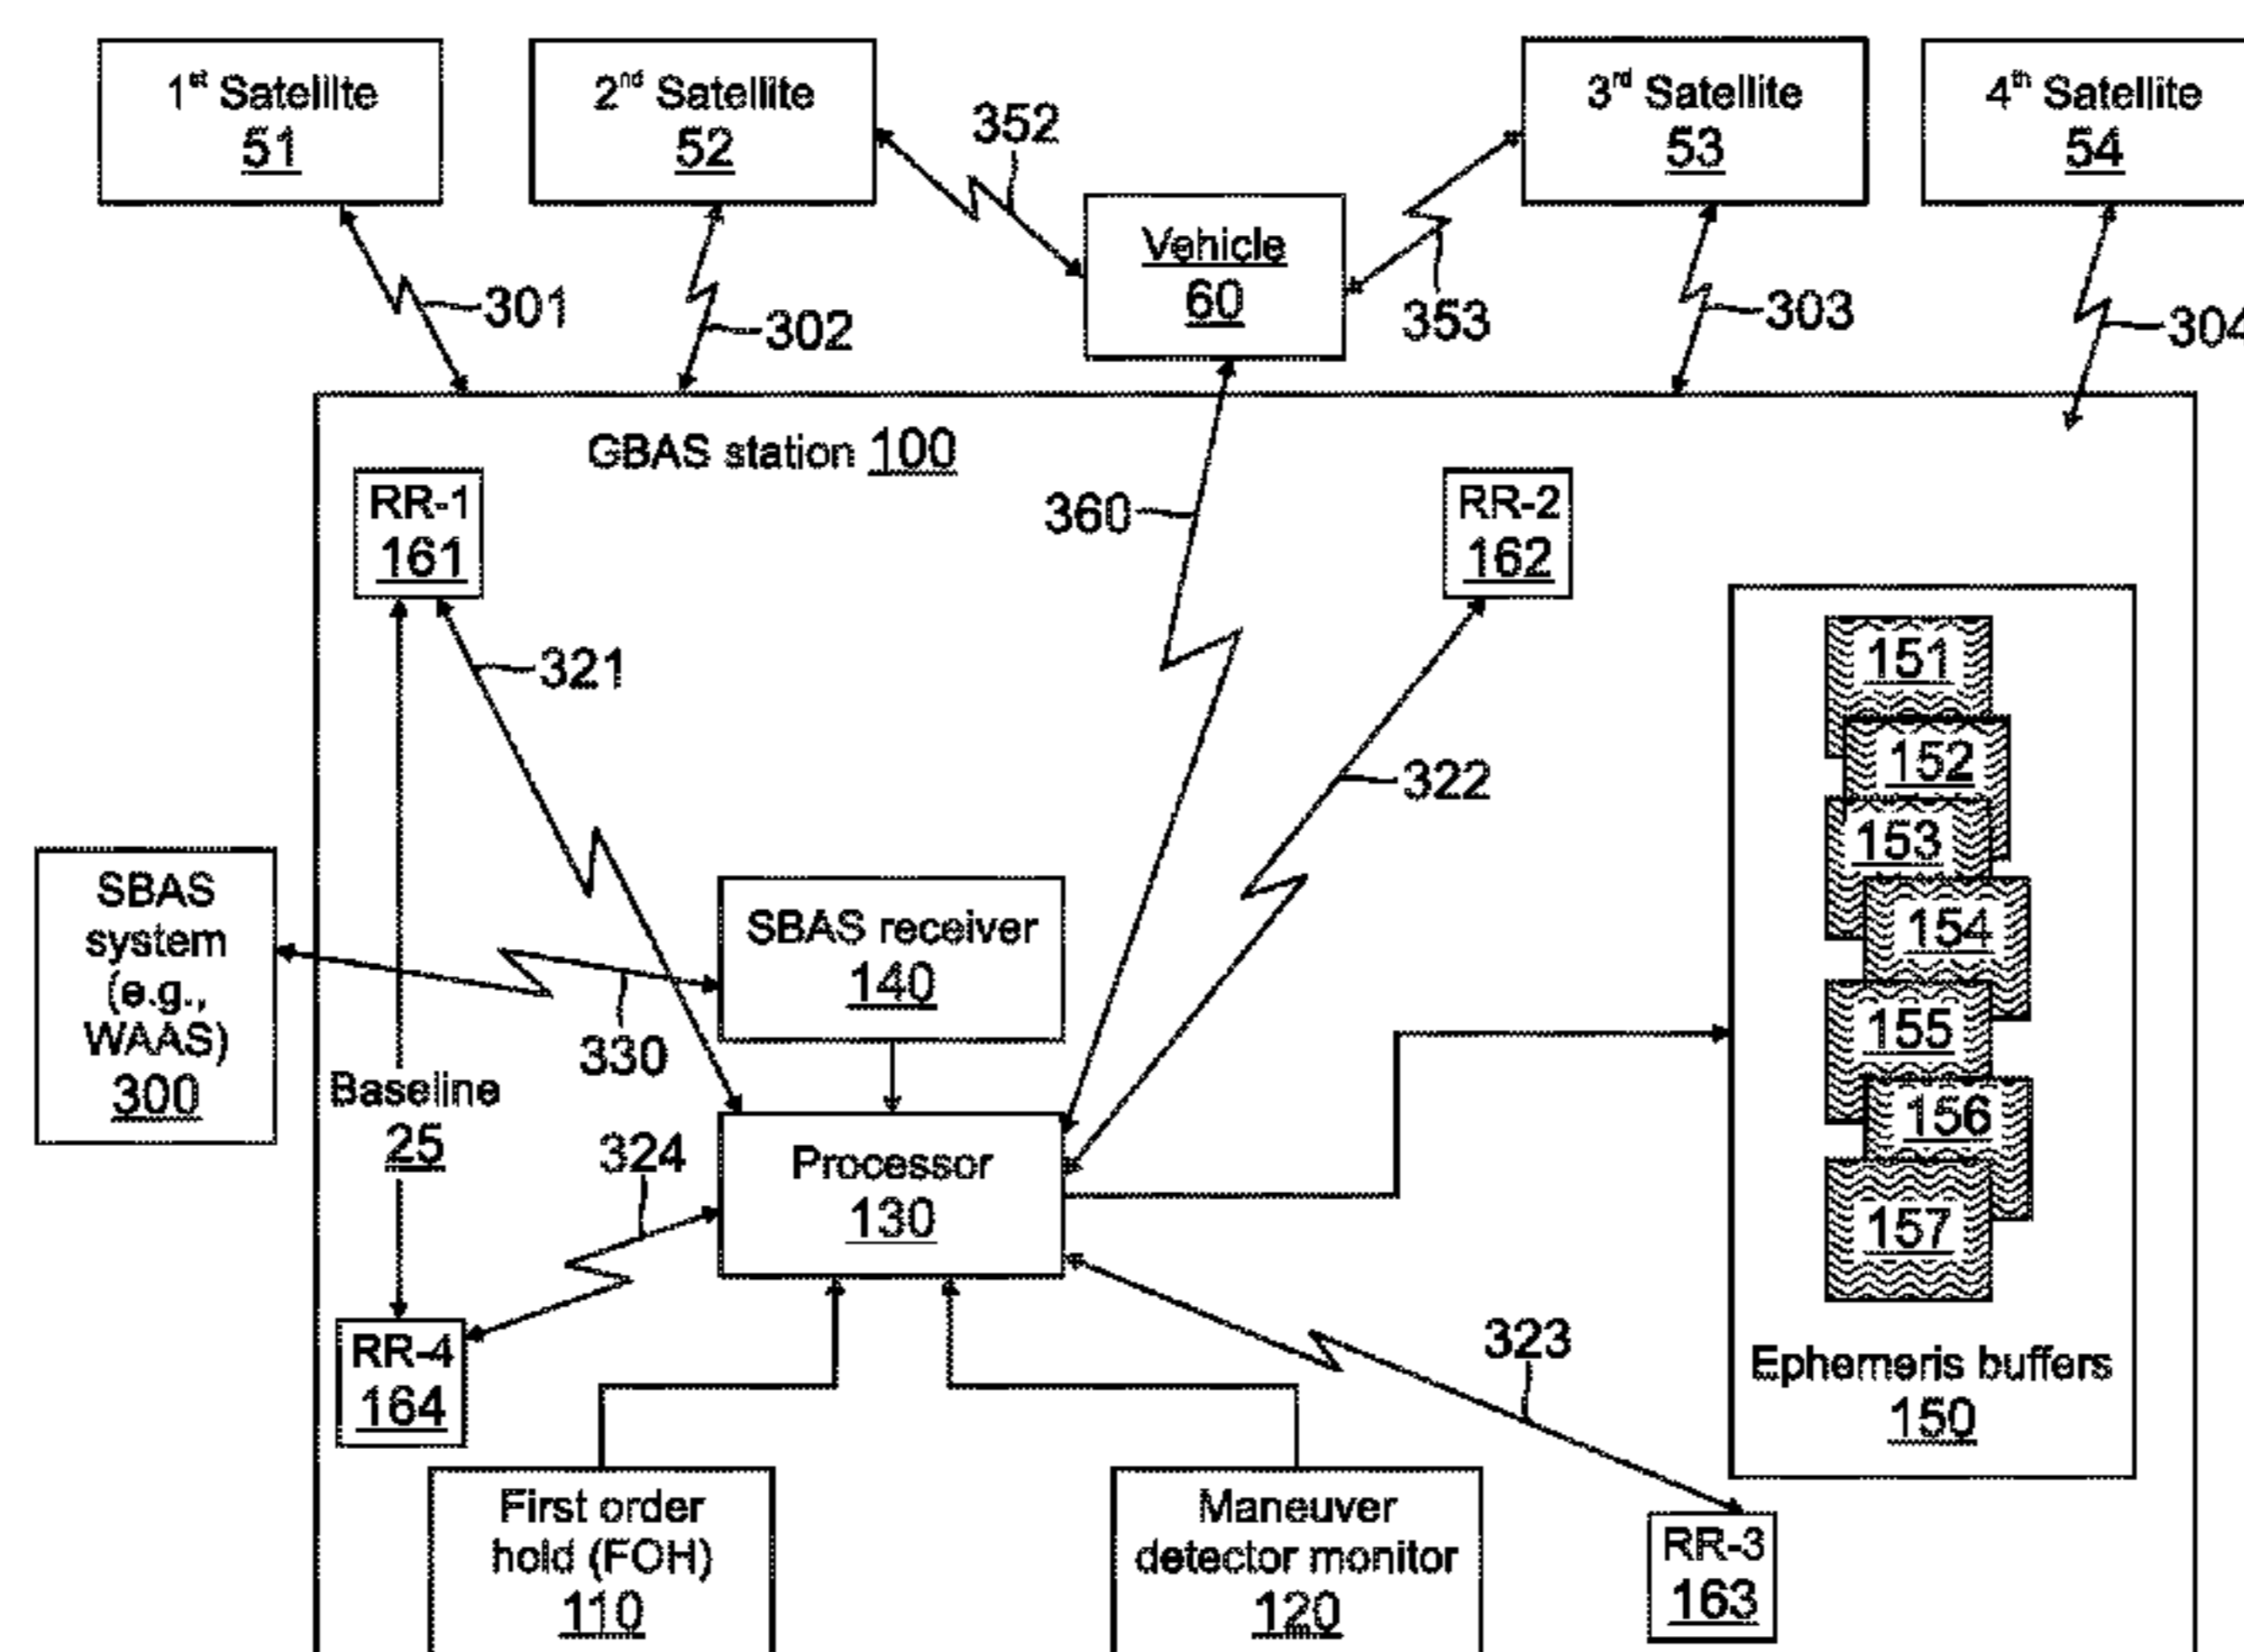 1st Satellite
51
2nd Satellite
52
352
Vehicle
60
3rd Satellite
53
4th Satellite
54
301
302
353
303
304
GBAS station 100
RR-1
161
360
RR-2
162
321
322
151
152
153
154
155
156
157
Ephemeris buffers
150
SBAS
system
(e.g.,
WAAS)
300
SBAS receiver
140
330
Baseline
25
324
Processor
130
RR-4
164
323
First order
hold (FOH)
110
Maneuver
detector monitor
120
RR-3
163